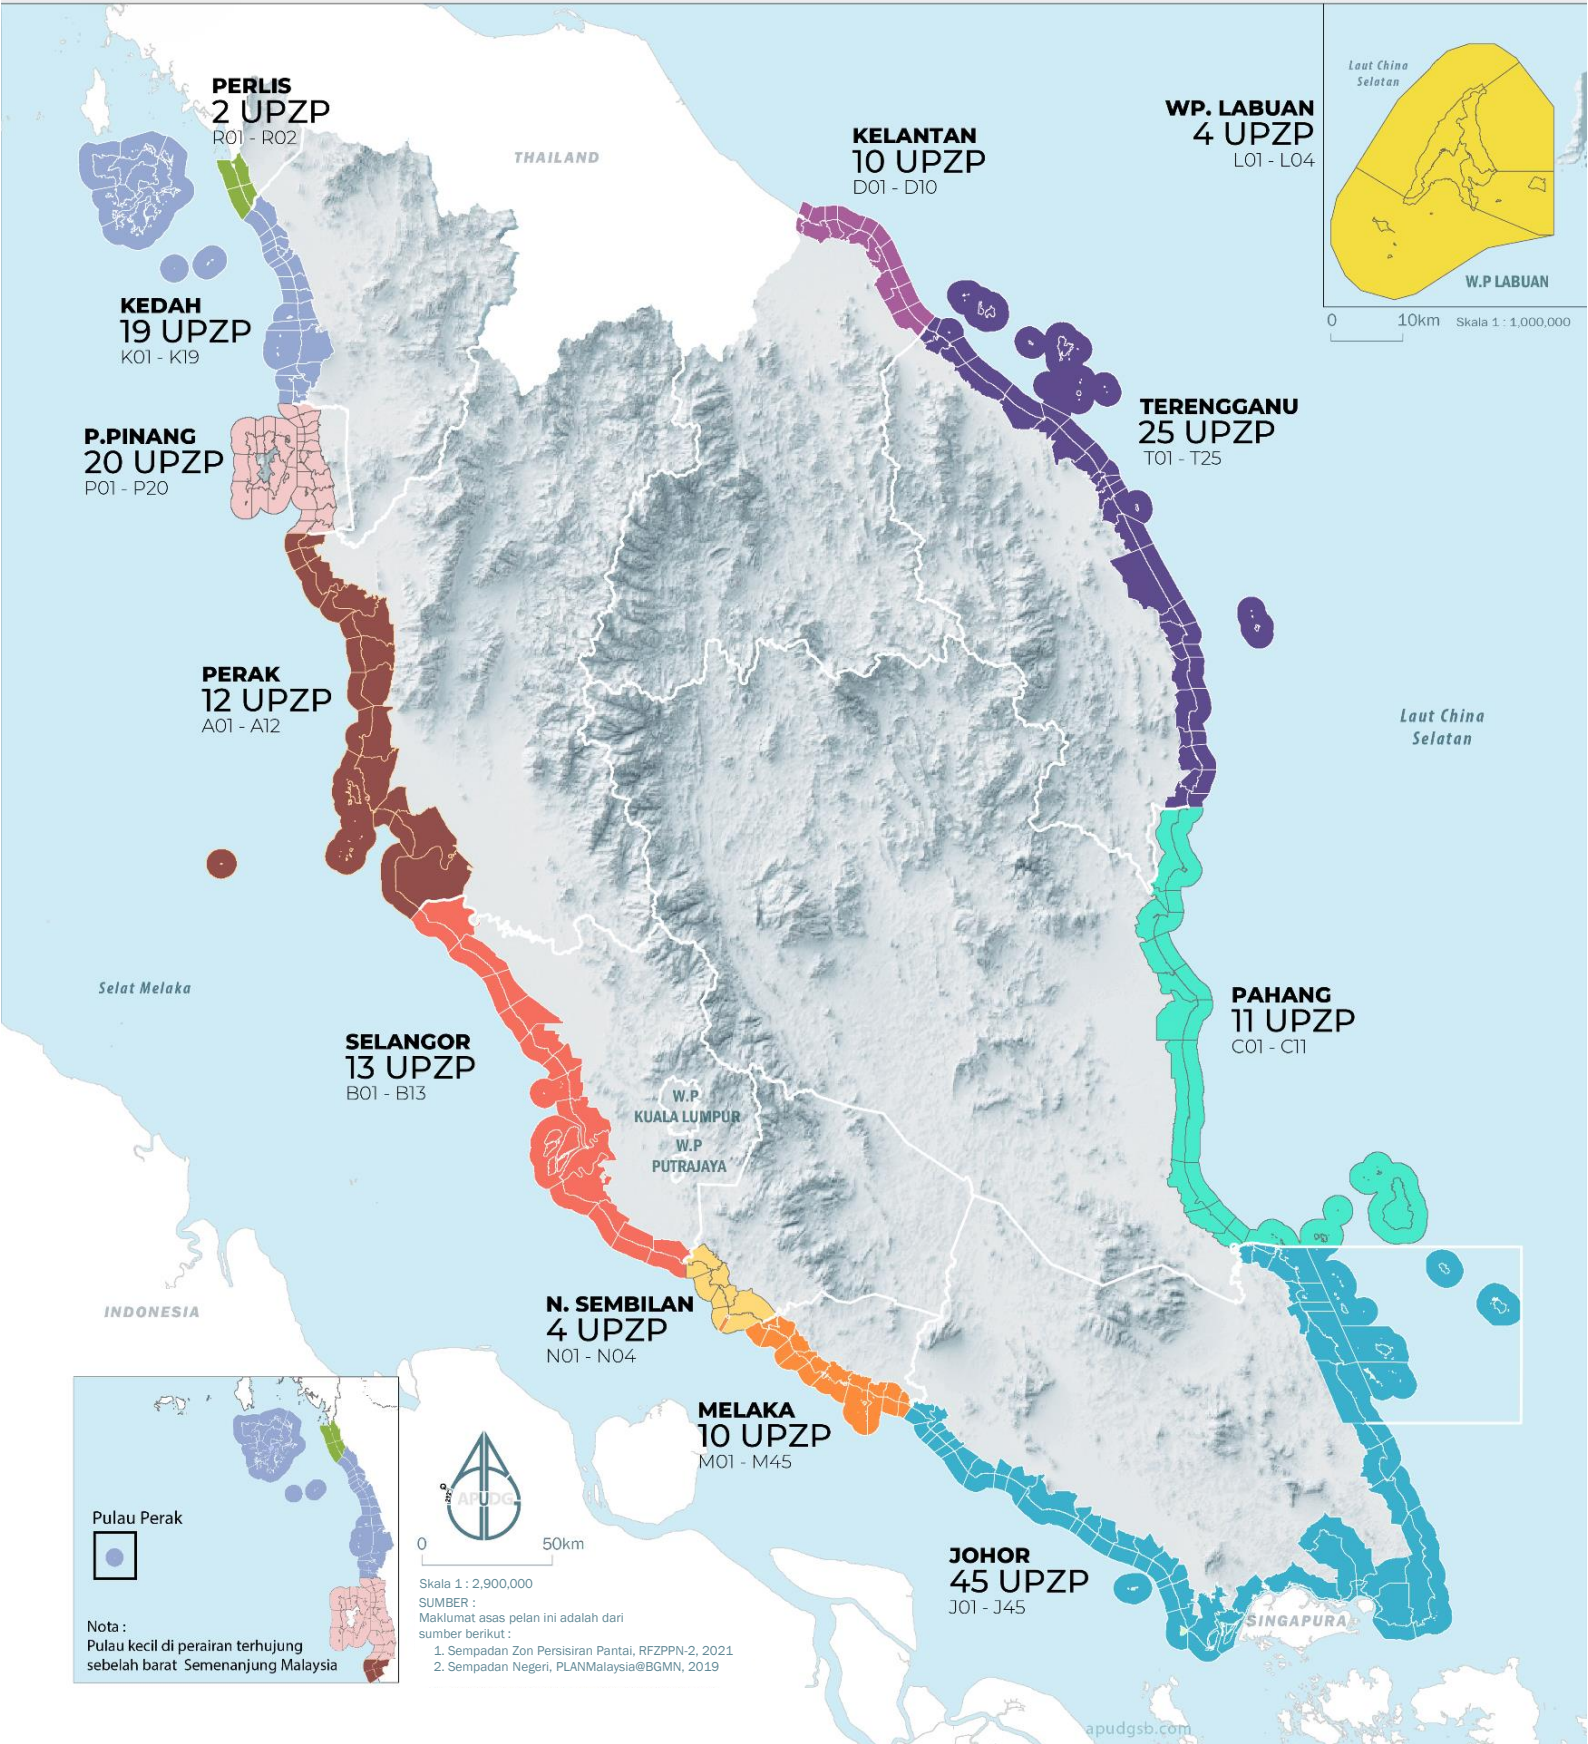 PERLIS
2 UPZP
R01 - R02
THAILAND
KELANTAN
10 UPZP
D01 - D10
WP. LABUAN
4 UPZP
L01 - L04
Laut China
Selatan
W.P LABUAN
0 10km Skala 1 : 1,000,000
KEDAH
19 UPZP
K01 - K19
P.PINANG
20 UPZP
P01 - P20
TERENGGANU
25 UPZP
T01 - T25
PERAK
12 UPZP
A01 - A12
Laut China
Selatan
Selat Melaka
SELANGOR
13 UPZP
B01 - B13
W.P
KUALA LUMPUR
W.P
PUTRAJAYA
PAHANG
11 UPZP
C01 - C11
INDONESIA
N. SEMBILAN
4 UPZP
N01 - N04
MELAKA
10 UPZP
M01 - M45
JOHOR
45 UPZP
J01 - J45
SINGAPURA
Pulau Perak
Nota :
Pulau kecil di perairan terhujung
sebelah barat Semenanjung Malaysia
APUDG
0 50km
Skala 1 : 2,900,000
SUMBER :
Maklumat asas pelan ini adalah dari
sumber berikut :
1. Sempadan Zon Persisiran Pantai, RFZPPN-2, 2021
2. Sempadan Negeri, PLANMalaysia@BGMN, 2019
apudgsb.com